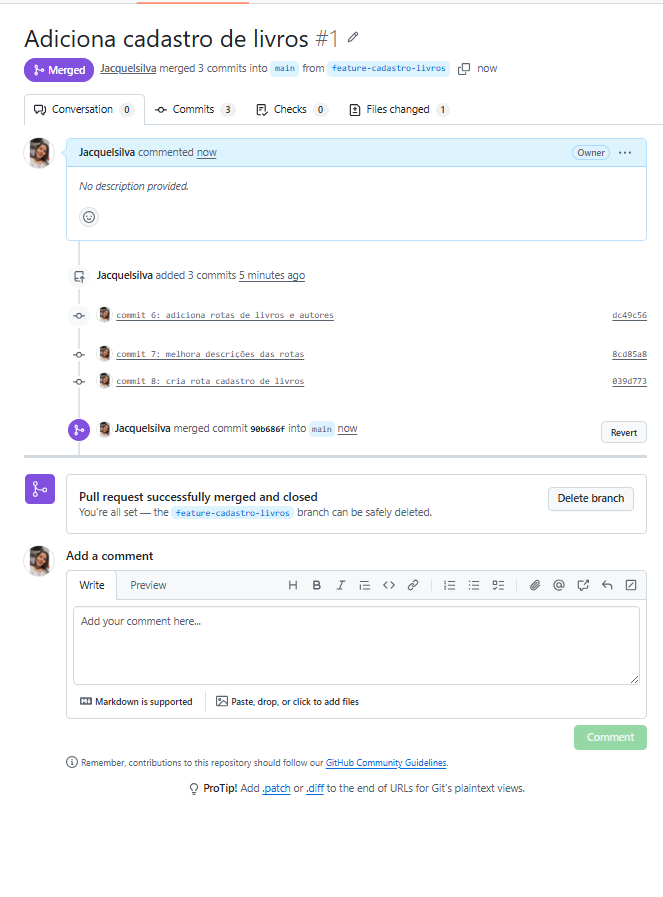 Adiciona cadastro de livros #1
Merged Jacquelsilva merged 3 commits into main from feature-cadastro-livros now
Conversation 0 Commits 3 Checks 0 Files changed 1
Jacquelsilva commented now Owner
No description provided.
Jacquelsilva added 3 commits 5 minutes ago
commit 6: adiciona rotas de livros e autores dc49c56
commit 7: melhora descrições das rotas 8cd85a8
commit 8: cria rota cadastro de livros 039d773
Jacquelsilva merged commit 90b686f into main now Revert
Pull request successfully merged and closed
You're all set — the feature-cadastro-livros branch can be safely deleted.
Delete branch
Add a comment
Write Preview
Add your comment here...
Markdown is supported Paste, drop, or click to add files
Comment
Remember, contributions to this repository should follow our GitHub Community Guidelines.
ProTip! Add .patch or .diff to the end of URLs for Git's plaintext views.